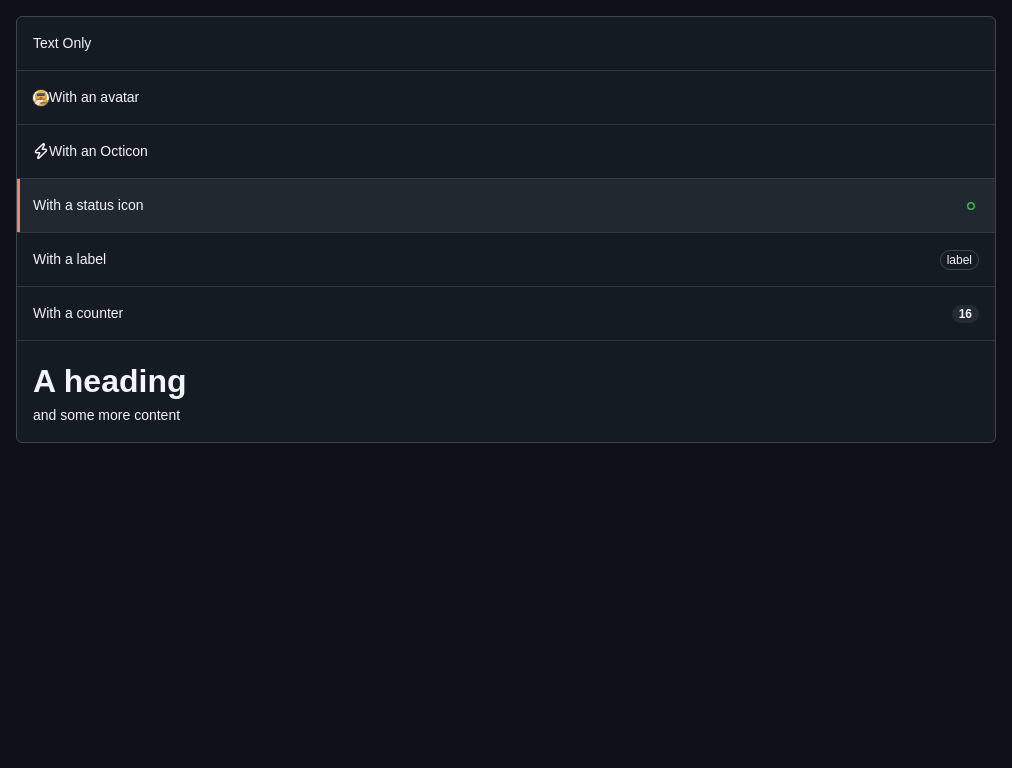 Text Only
With an avatar
With an Octicon
With a status icon
With a label
label
With a counter
16
A heading
and some more content